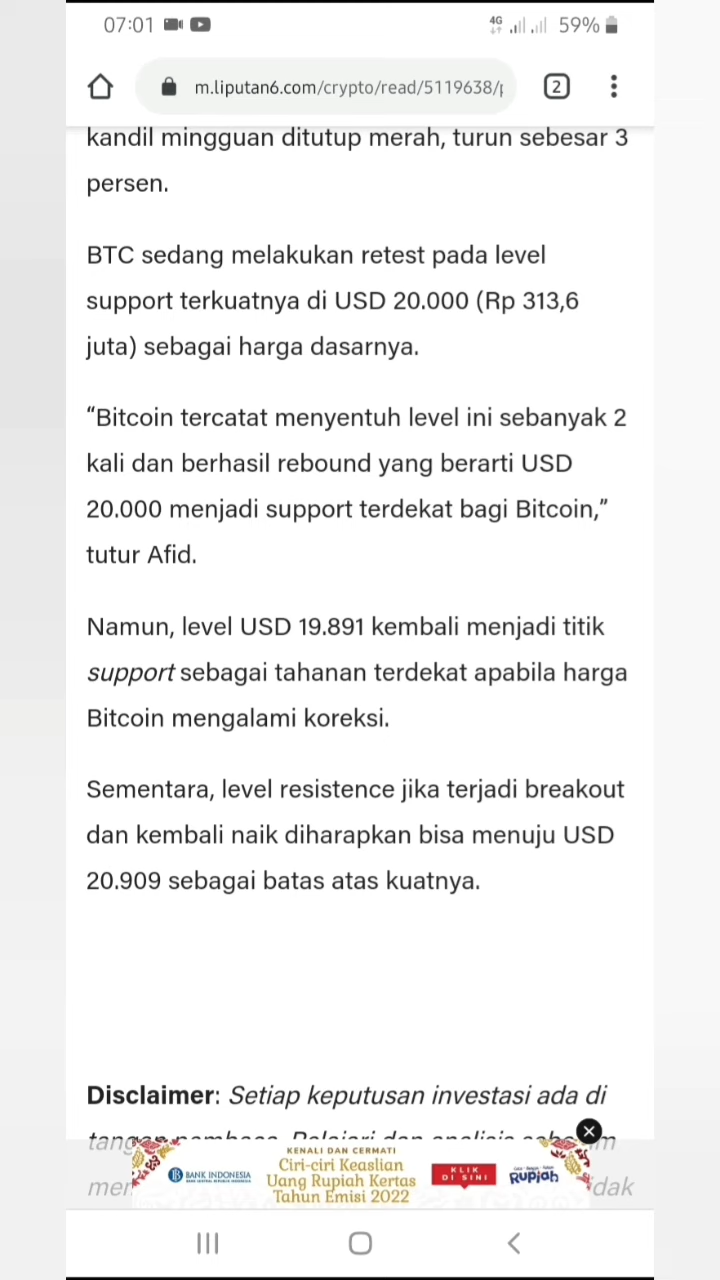 07:01
4G 59%
m.liputan6.com/crypto/read/5119638/
2
kandil mingguan ditutup merah, turun sebesar 3
persen.
BTC sedang melakukan retest pada level
support terkuatnya di USD 20.000 (Rp 313,6
juta) sebagai harga dasarnya.
“Bitcoin tercatat menyentuh level ini sebanyak 2
kali dan berhasil rebound yang berarti USD
20.000 menjadi support terdekat bagi Bitcoin,”
tutur Afid.
Namun, level USD 19.891 kembali menjadi titik
support sebagai tahanan terdekat apabila harga
Bitcoin mengalami koreksi.
Sementara, level resistence jika terjadi breakout
dan kembali naik diharapkan bisa menuju USD
20.909 sebagai batas atas kuatnya.
Disclaimer: Setiap keputusan investasi ada di
KENALI DAN CERMATI
Ciri-ciri Keaslian
Uang Rupiah Kertas
Tahun Emisi 2022
BANK INDONESIA
KLIK
DI SINI
Rupiah